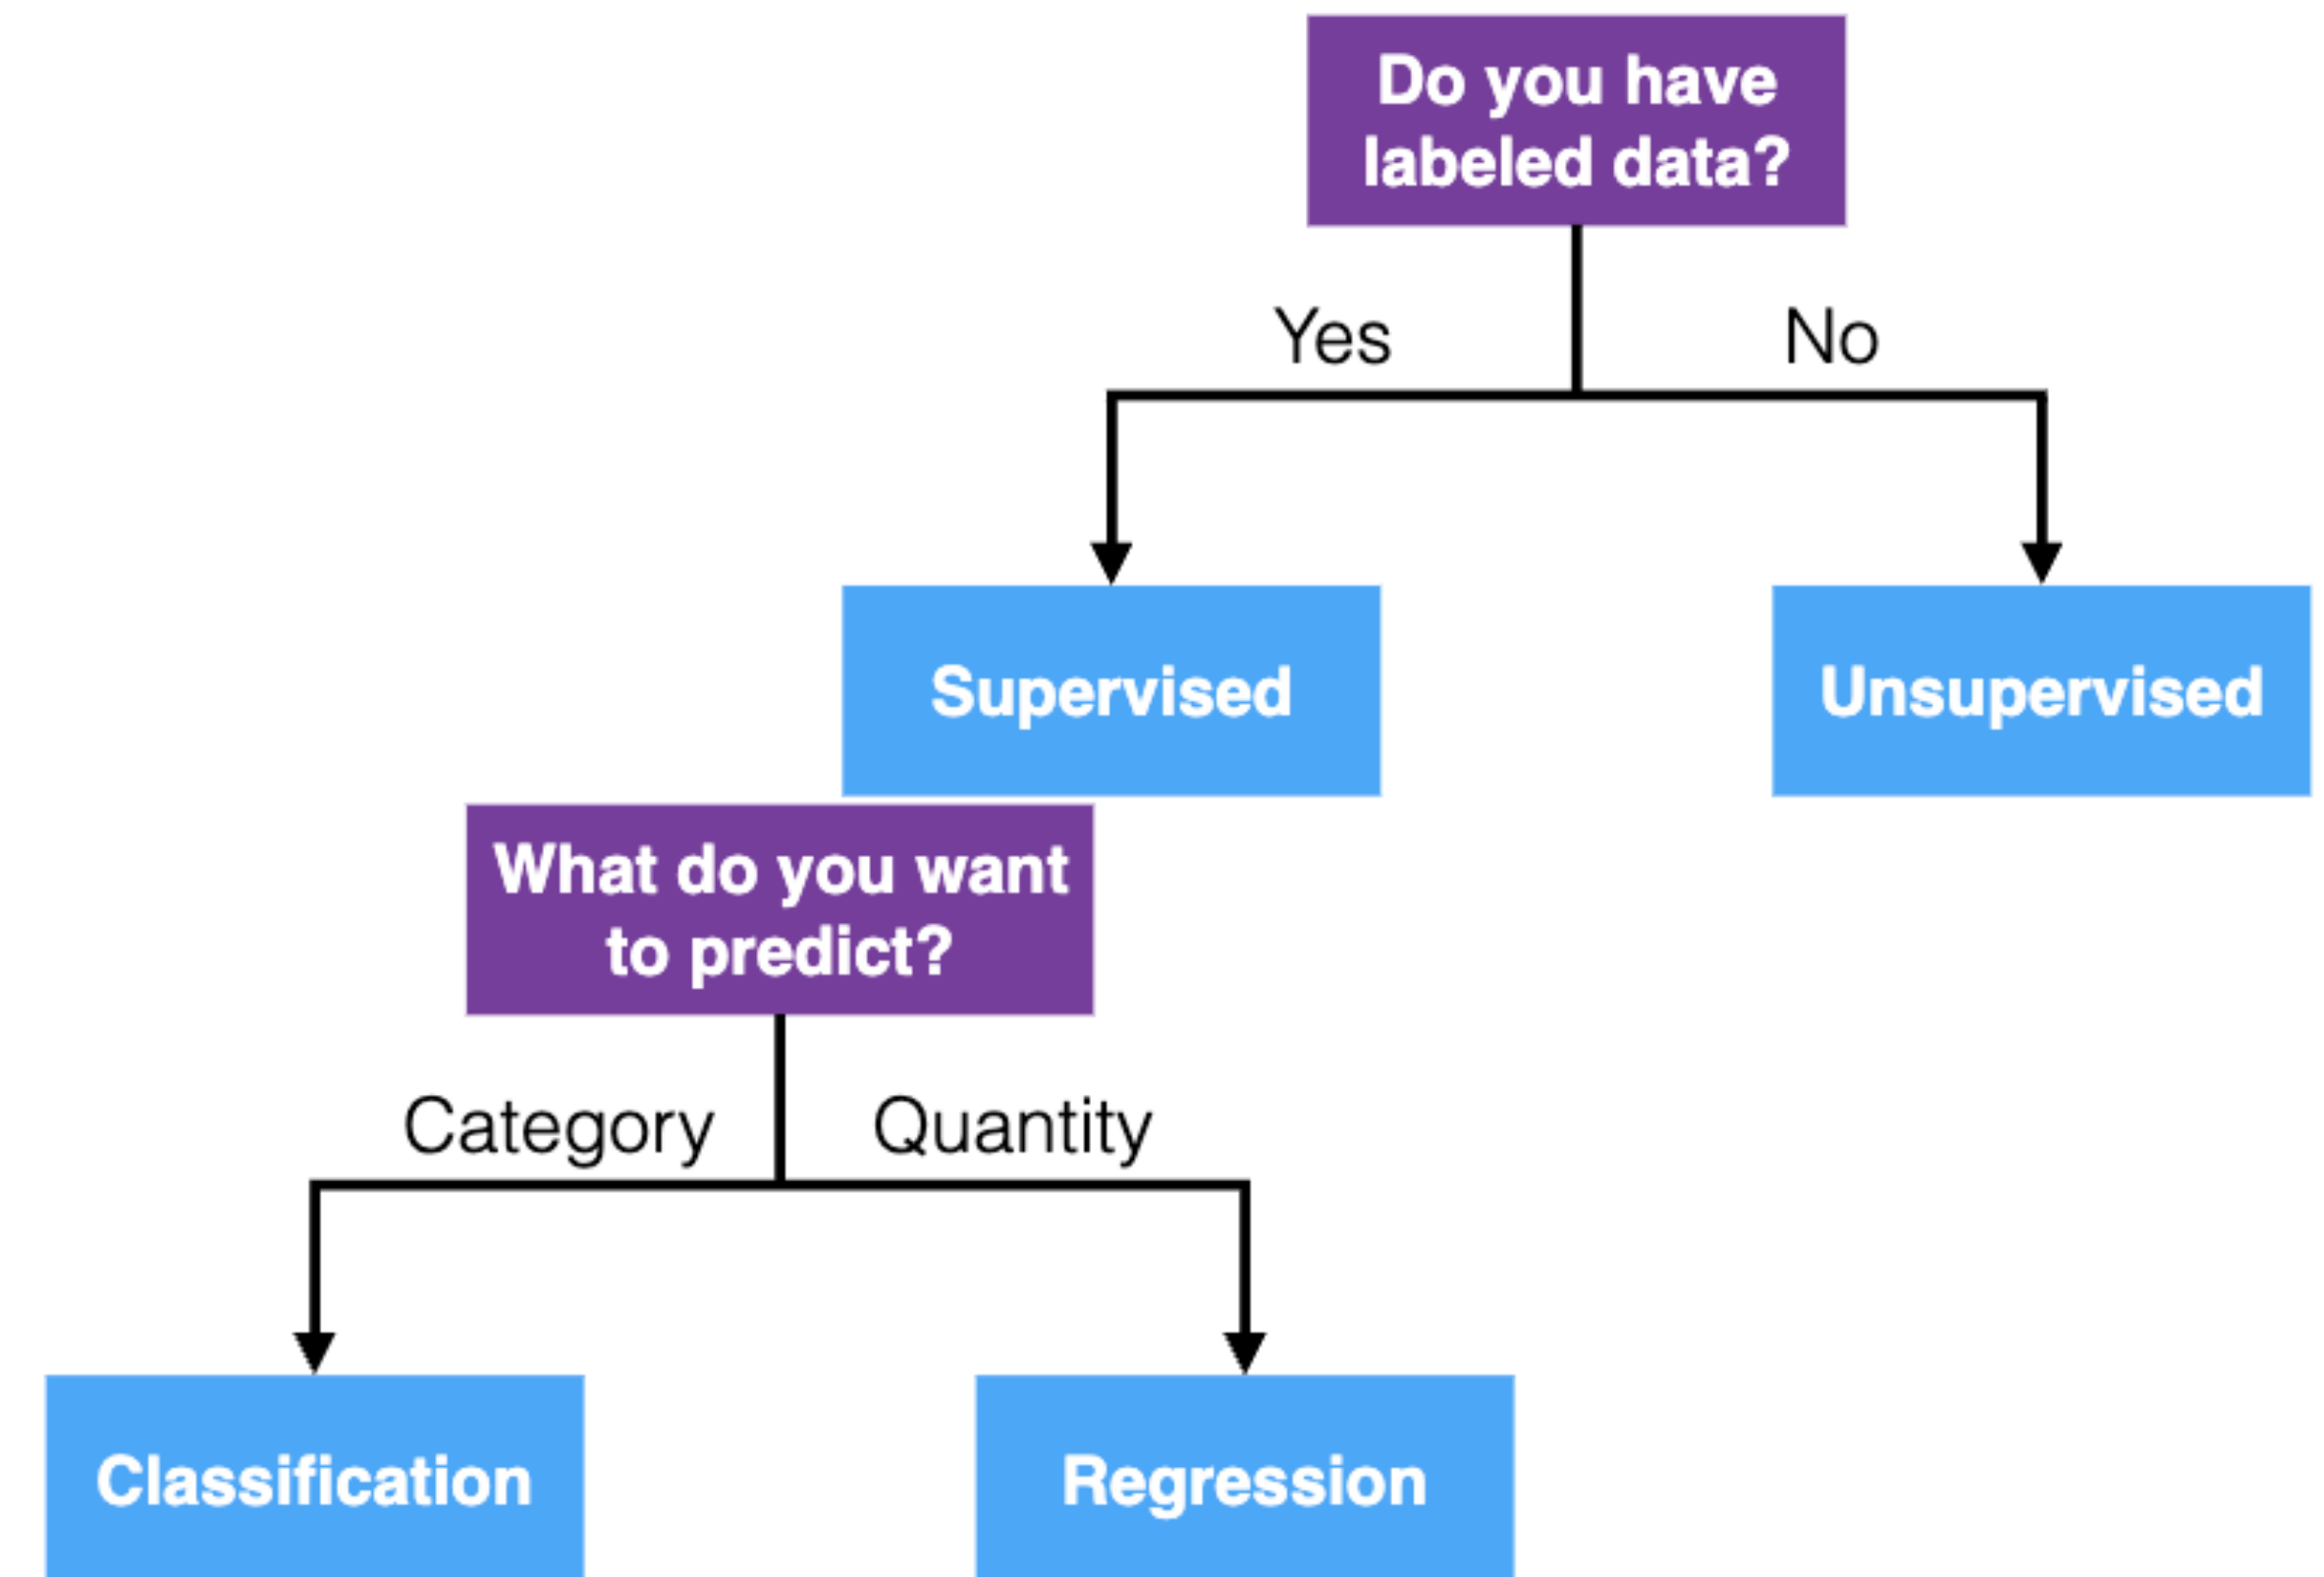 Do you have
labeled data?
Yes
No
Supervised
Unsupervised
What do you want
to predict?
Category
Quantity
Classification
Regression